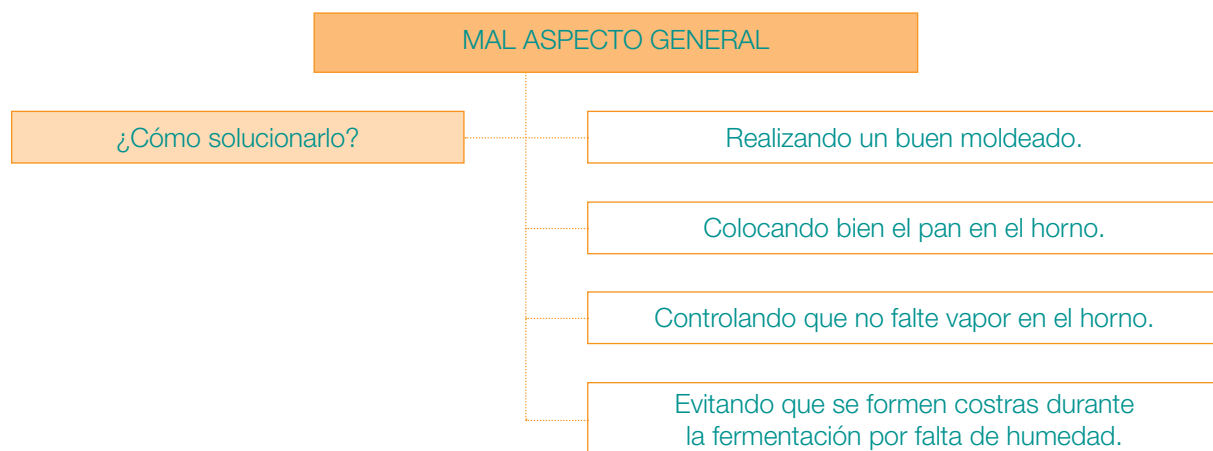 MAL ASPECTO GENERAL
¿Cómo solucionarlo?
Realizando un buen moldeado.
Colocando bien el pan en el horno.
Controlando que no falte vapor en el horno.
Evitando que se formen costras durante
la fermentación por falta de humedad.